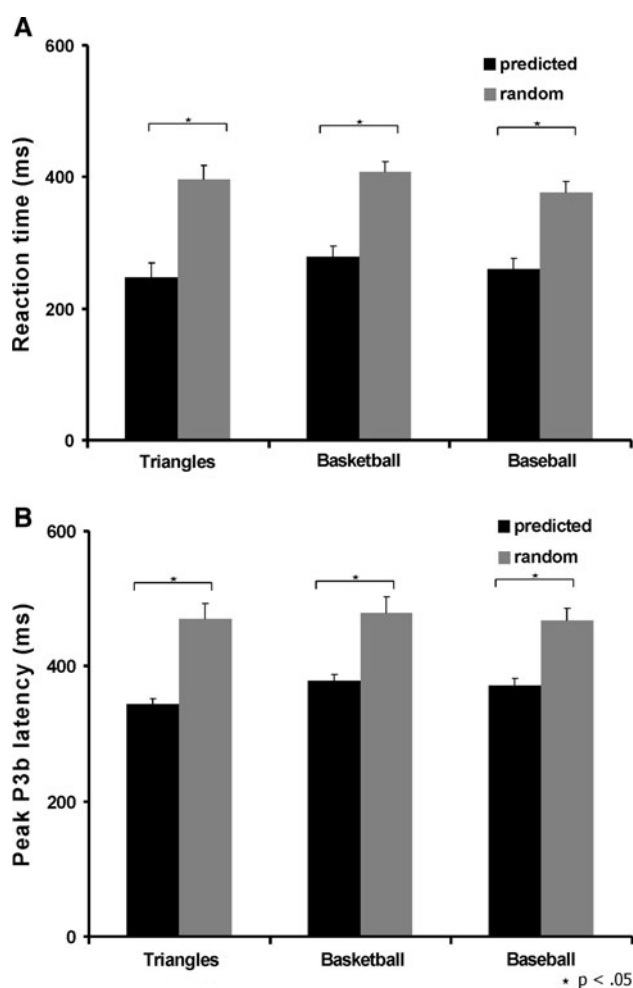 A
600
400
200
0
Reaction time (ms)
predicted
random
*
*
*
Triangles Basketball Baseball
B
600
400
200
0
Peak P3b latency (ms)
predicted
random
*
*
*
Triangles Basketball Baseball
* p < .05